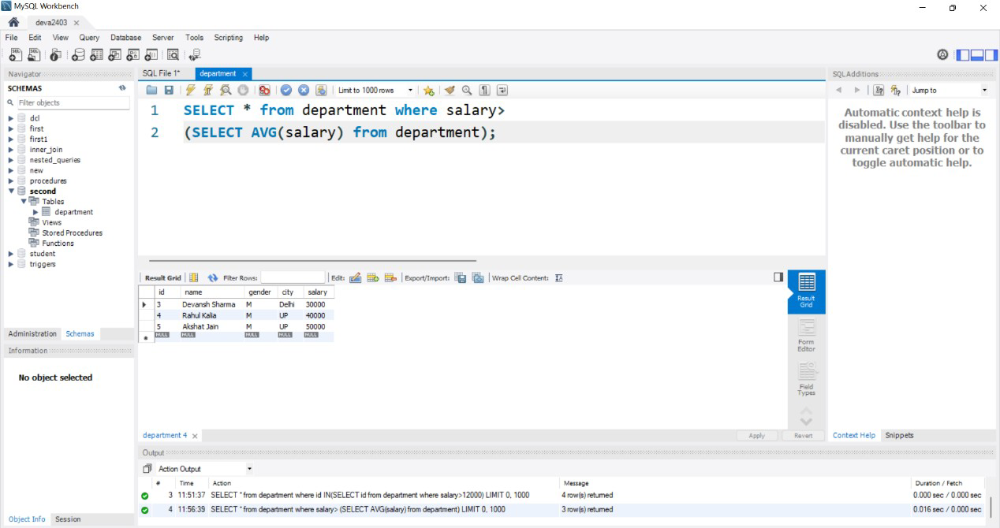 MySQL Workbench
deva2403
File Edit View Query Database Server Tools Scripting Help
Navigator
SCHEMAS
Filter objects
dcl
first
first1
inner_join
nested_queries
new
procedures
second
Tables
department
Views
Stored Procedures
Functions
student
triggers
Administration Schemas
Information
No object selected
Object Info Session
SQL File 1* department
Limit to 1000 rows
1 SELECT * from department where salary>
2 (SELECT AVG(salary) from department);
Result Grid Filter Rows: Edit: Export/Import: Wrap Cell Content:
id name gender city salary
3 Devansh Sharma M Delhi 30000
4 Rahul Kalia M UP 40000
5 Akshat Jain M UP 50000
NULL NULL NULL NULL NULL
Result Grid
Form Editor
Field Types
department 4 Apply Revert
Output
Action Output
# Time Action Message Duration / Fetch
3 11:51:37 SELECT * from department where id IN(SELECT id from department where salary>12000) LIMIT 0, 1000 4 row(s) returned 0.000 sec / 0.000 sec
4 11:56:39 SELECT * from department where salary> (SELECT AVG(salary) from department) LIMIT 0, 1000 3 row(s) returned 0.016 sec / 0.000 sec
SQLAdditions
Jump to
Automatic context help is
disabled. Use the toolbar to
manually get help for the
current caret position or to
toggle automatic help.
Context Help Snippets